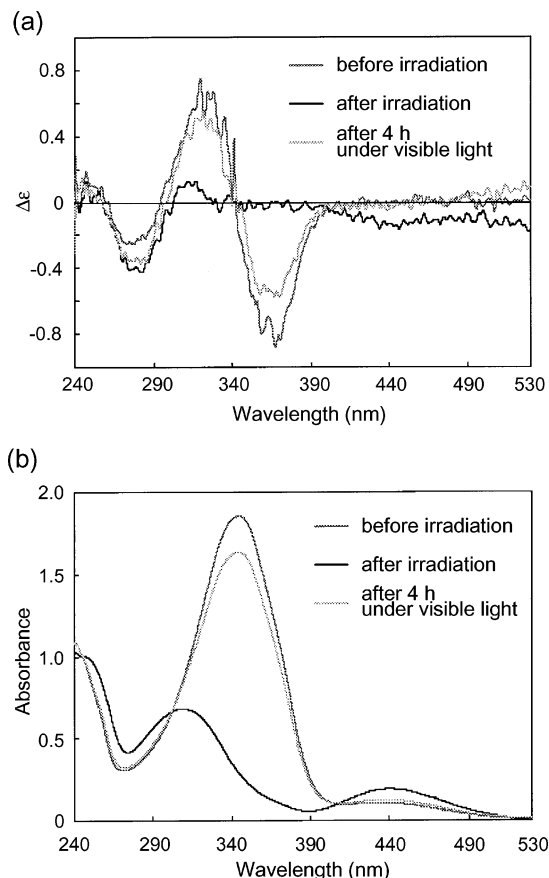 (a)
0.8
0.4
0
-0.4
-0.8
Δε
before irradiation
after irradiation
after 4 h
under visible light
240 290 340 390 440 490 530
Wavelength (nm)
(b)
2.0
1.5
1.0
0.5
0
Absorbance
before irradiation
after irradiation
after 4 h
under visible light
240 290 340 390 440 490 530
Wavelength (nm)